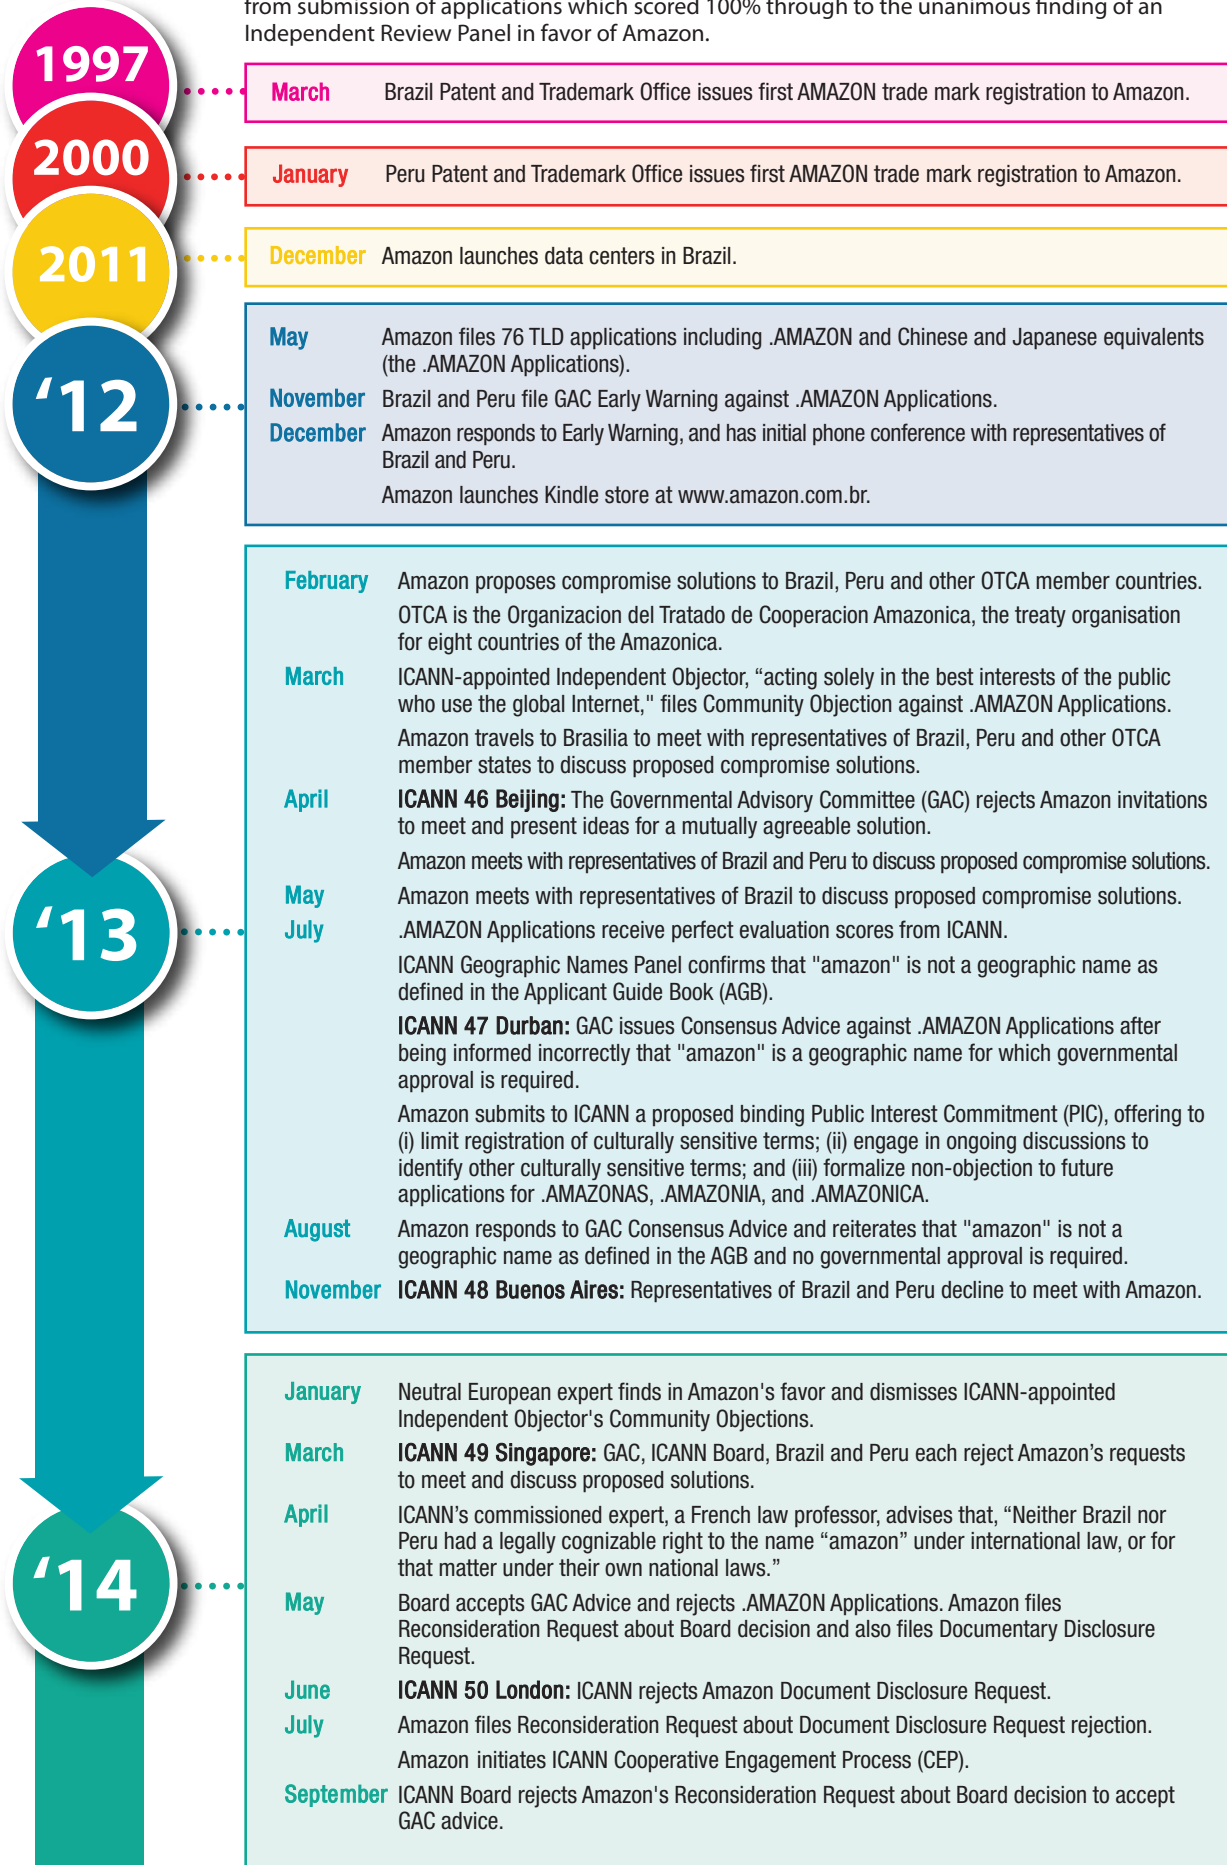 from submission of applications which scored 100% through to the unanimous finding of an
Independent Review Panel in favor of Amazon.
1997
March Brazil Patent and Trademark Office issues first AMAZON trade mark registration to Amazon.
2000
January Peru Patent and Trademark Office issues first AMAZON trade mark registration to Amazon.
2011
December Amazon launches data centers in Brazil.
‘12
May Amazon files 76 TLD applications including .AMAZON and Chinese and Japanese equivalents
(the .AMAZON Applications).
November Brazil and Peru file GAC Early Warning against .AMAZON Applications.
December Amazon responds to Early Warning, and has initial phone conference with representatives of
Brazil and Peru.
Amazon launches Kindle store at www.amazon.com.br.
‘13
February Amazon proposes compromise solutions to Brazil, Peru and other OTCA member countries.
OTCA is the Organizacion del Tratado de Cooperacion Amazonica, the treaty organisation
for eight countries of the Amazonica.
March ICANN-appointed Independent Objector, “acting solely in the best interests of the public
who use the global Internet," files Community Objection against .AMAZON Applications.
Amazon travels to Brasilia to meet with representatives of Brazil, Peru and other OTCA
member states to discuss proposed compromise solutions.
April ICANN 46 Beijing: The Governmental Advisory Committee (GAC) rejects Amazon invitations
to meet and present ideas for a mutually agreeable solution.
Amazon meets with representatives of Brazil and Peru to discuss proposed compromise solutions.
May Amazon meets with representatives of Brazil to discuss proposed compromise solutions.
July .AMAZON Applications receive perfect evaluation scores from ICANN.
ICANN Geographic Names Panel confirms that "amazon" is not a geographic name as
defined in the Applicant Guide Book (AGB).
ICANN 47 Durban: GAC issues Consensus Advice against .AMAZON Applications after
being informed incorrectly that "amazon" is a geographic name for which governmental
approval is required.
Amazon submits to ICANN a proposed binding Public Interest Commitment (PIC), offering to
(i) limit registration of culturally sensitive terms; (ii) engage in ongoing discussions to
identify other culturally sensitive terms; and (iii) formalize non-objection to future
applications for .AMAZONAS, .AMAZONIA, and .AMAZONICA.
August Amazon responds to GAC Consensus Advice and reiterates that "amazon" is not a
geographic name as defined in the AGB and no governmental approval is required.
November ICANN 48 Buenos Aires: Representatives of Brazil and Peru decline to meet with Amazon.
‘14
January Neutral European expert finds in Amazon's favor and dismisses ICANN-appointed
Independent Objector's Community Objections.
March ICANN 49 Singapore: GAC, ICANN Board, Brazil and Peru each reject Amazon’s requests
to meet and discuss proposed solutions.
April ICANN’s commissioned expert, a French law professor, advises that, “Neither Brazil nor
Peru had a legally cognizable right to the name “amazon” under international law, or for
that matter under their own national laws.”
May Board accepts GAC Advice and rejects .AMAZON Applications. Amazon files
Reconsideration Request about Board decision and also files Documentary Disclosure
Request.
June ICANN 50 London: ICANN rejects Amazon Document Disclosure Request.
July Amazon files Reconsideration Request about Document Disclosure Request rejection.
Amazon initiates ICANN Cooperative Engagement Process (CEP).
September ICANN Board rejects Amazon's Reconsideration Request about Board decision to accept
GAC advice.